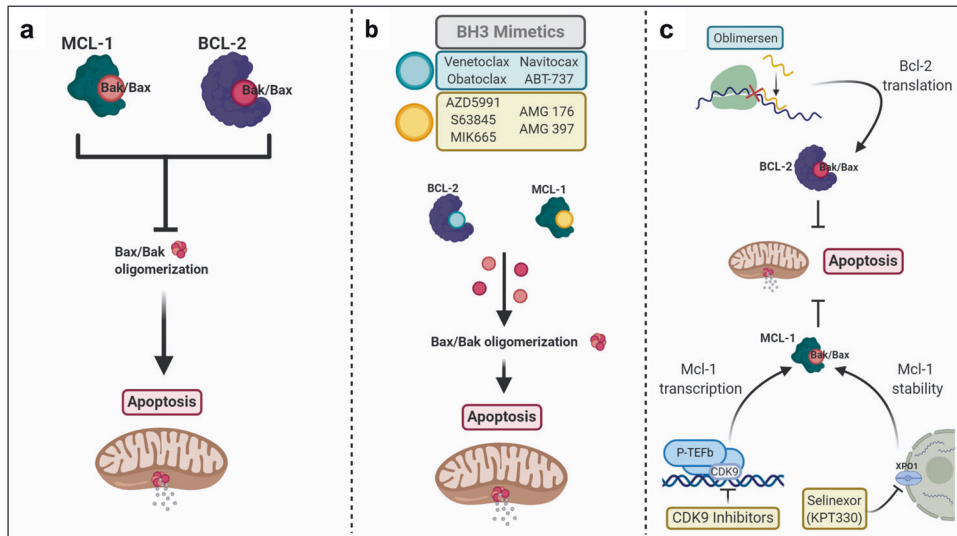 a
MCL-1
BCL-2
Bak/Bax
Bak/Bax
Bax/Bak
oligomerization
Apoptosis
b
BH3 Mimetics
Venetoclax Navitocax
Obatoclax ABT-737
AZD5991
S63845
MIK665
AMG 176
AMG 397
BCL-2
MCL-1
Bax/Bak oligomerization
Apoptosis
c
Oblimersen
Bcl-2
translation
BCL-2
Bak/Bax
Apoptosis
MCL-1
Bak/Bax
Mcl-1
transcription
Mcl-1
stability
P-TEFb
CDK9
XPO1
CDK9 Inhibitors
Selinexor
(KPT330)